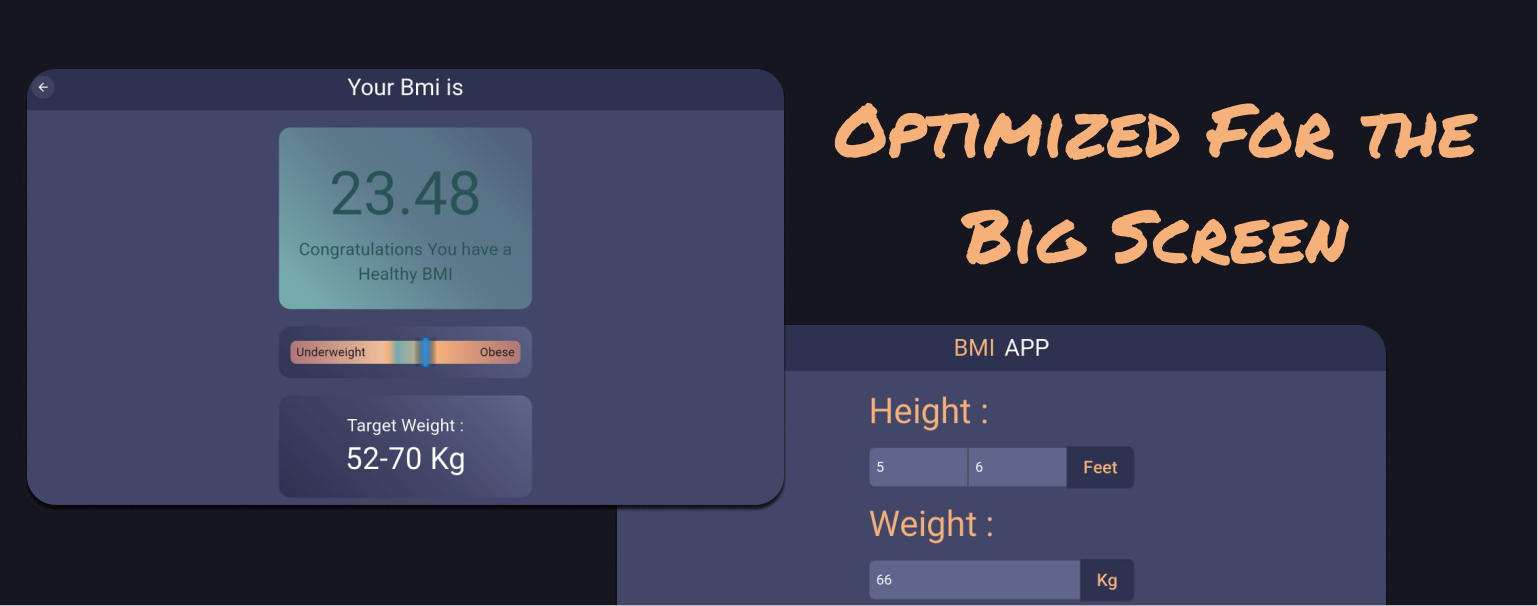 Your Bmi is
23.48
Congratulations You have a
Healthy BMI
Underweight Obese
Target Weight :
52-70 Kg
Optimized For the
Big Screen
BMI APP
Height :
5 6 Feet
Weight :
66 Kg